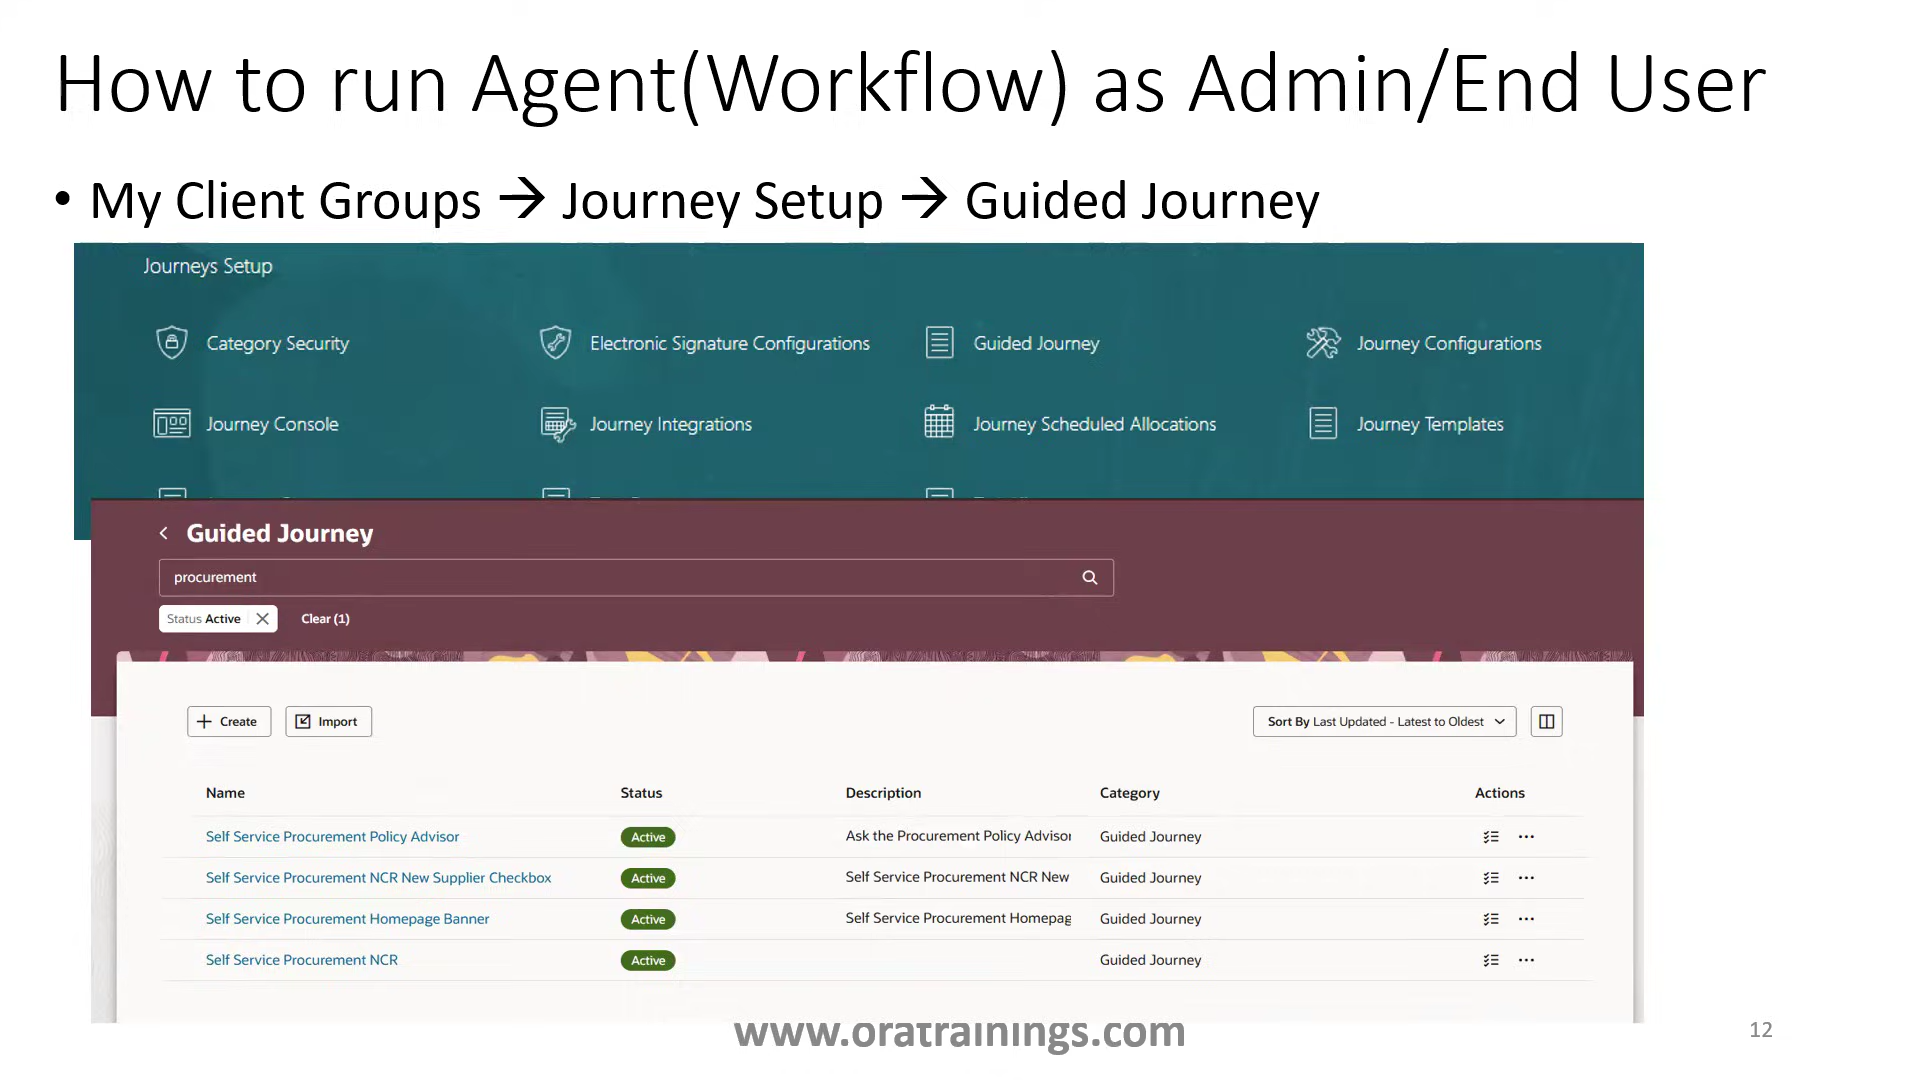 How to run Agent(Workflow) as Admin/End User
• My Client Groups → Journey Setup → Guided Journey
Journeys Setup
Category Security
Electronic Signature Configurations
Guided Journey
Journey Configurations
Journey Console
Journey Integrations
Journey Scheduled Allocations
Journey Templates
Guided Journey
procurement
Status Active
Clear (1)
Create
Import
Sort By Last Updated - Latest to Oldest
Name Status Description Category Actions
Self Service Procurement Policy Advisor Active Ask the Procurement Policy Advisor Guided Journey
Self Service Procurement NCR New Supplier Checkbox Active Self Service Procurement NCR New Guided Journey
Self Service Procurement Homepage Banner Active Self Service Procurement Homepag Guided Journey
Self Service Procurement NCR Active Guided Journey
www.oratrainings.com
12